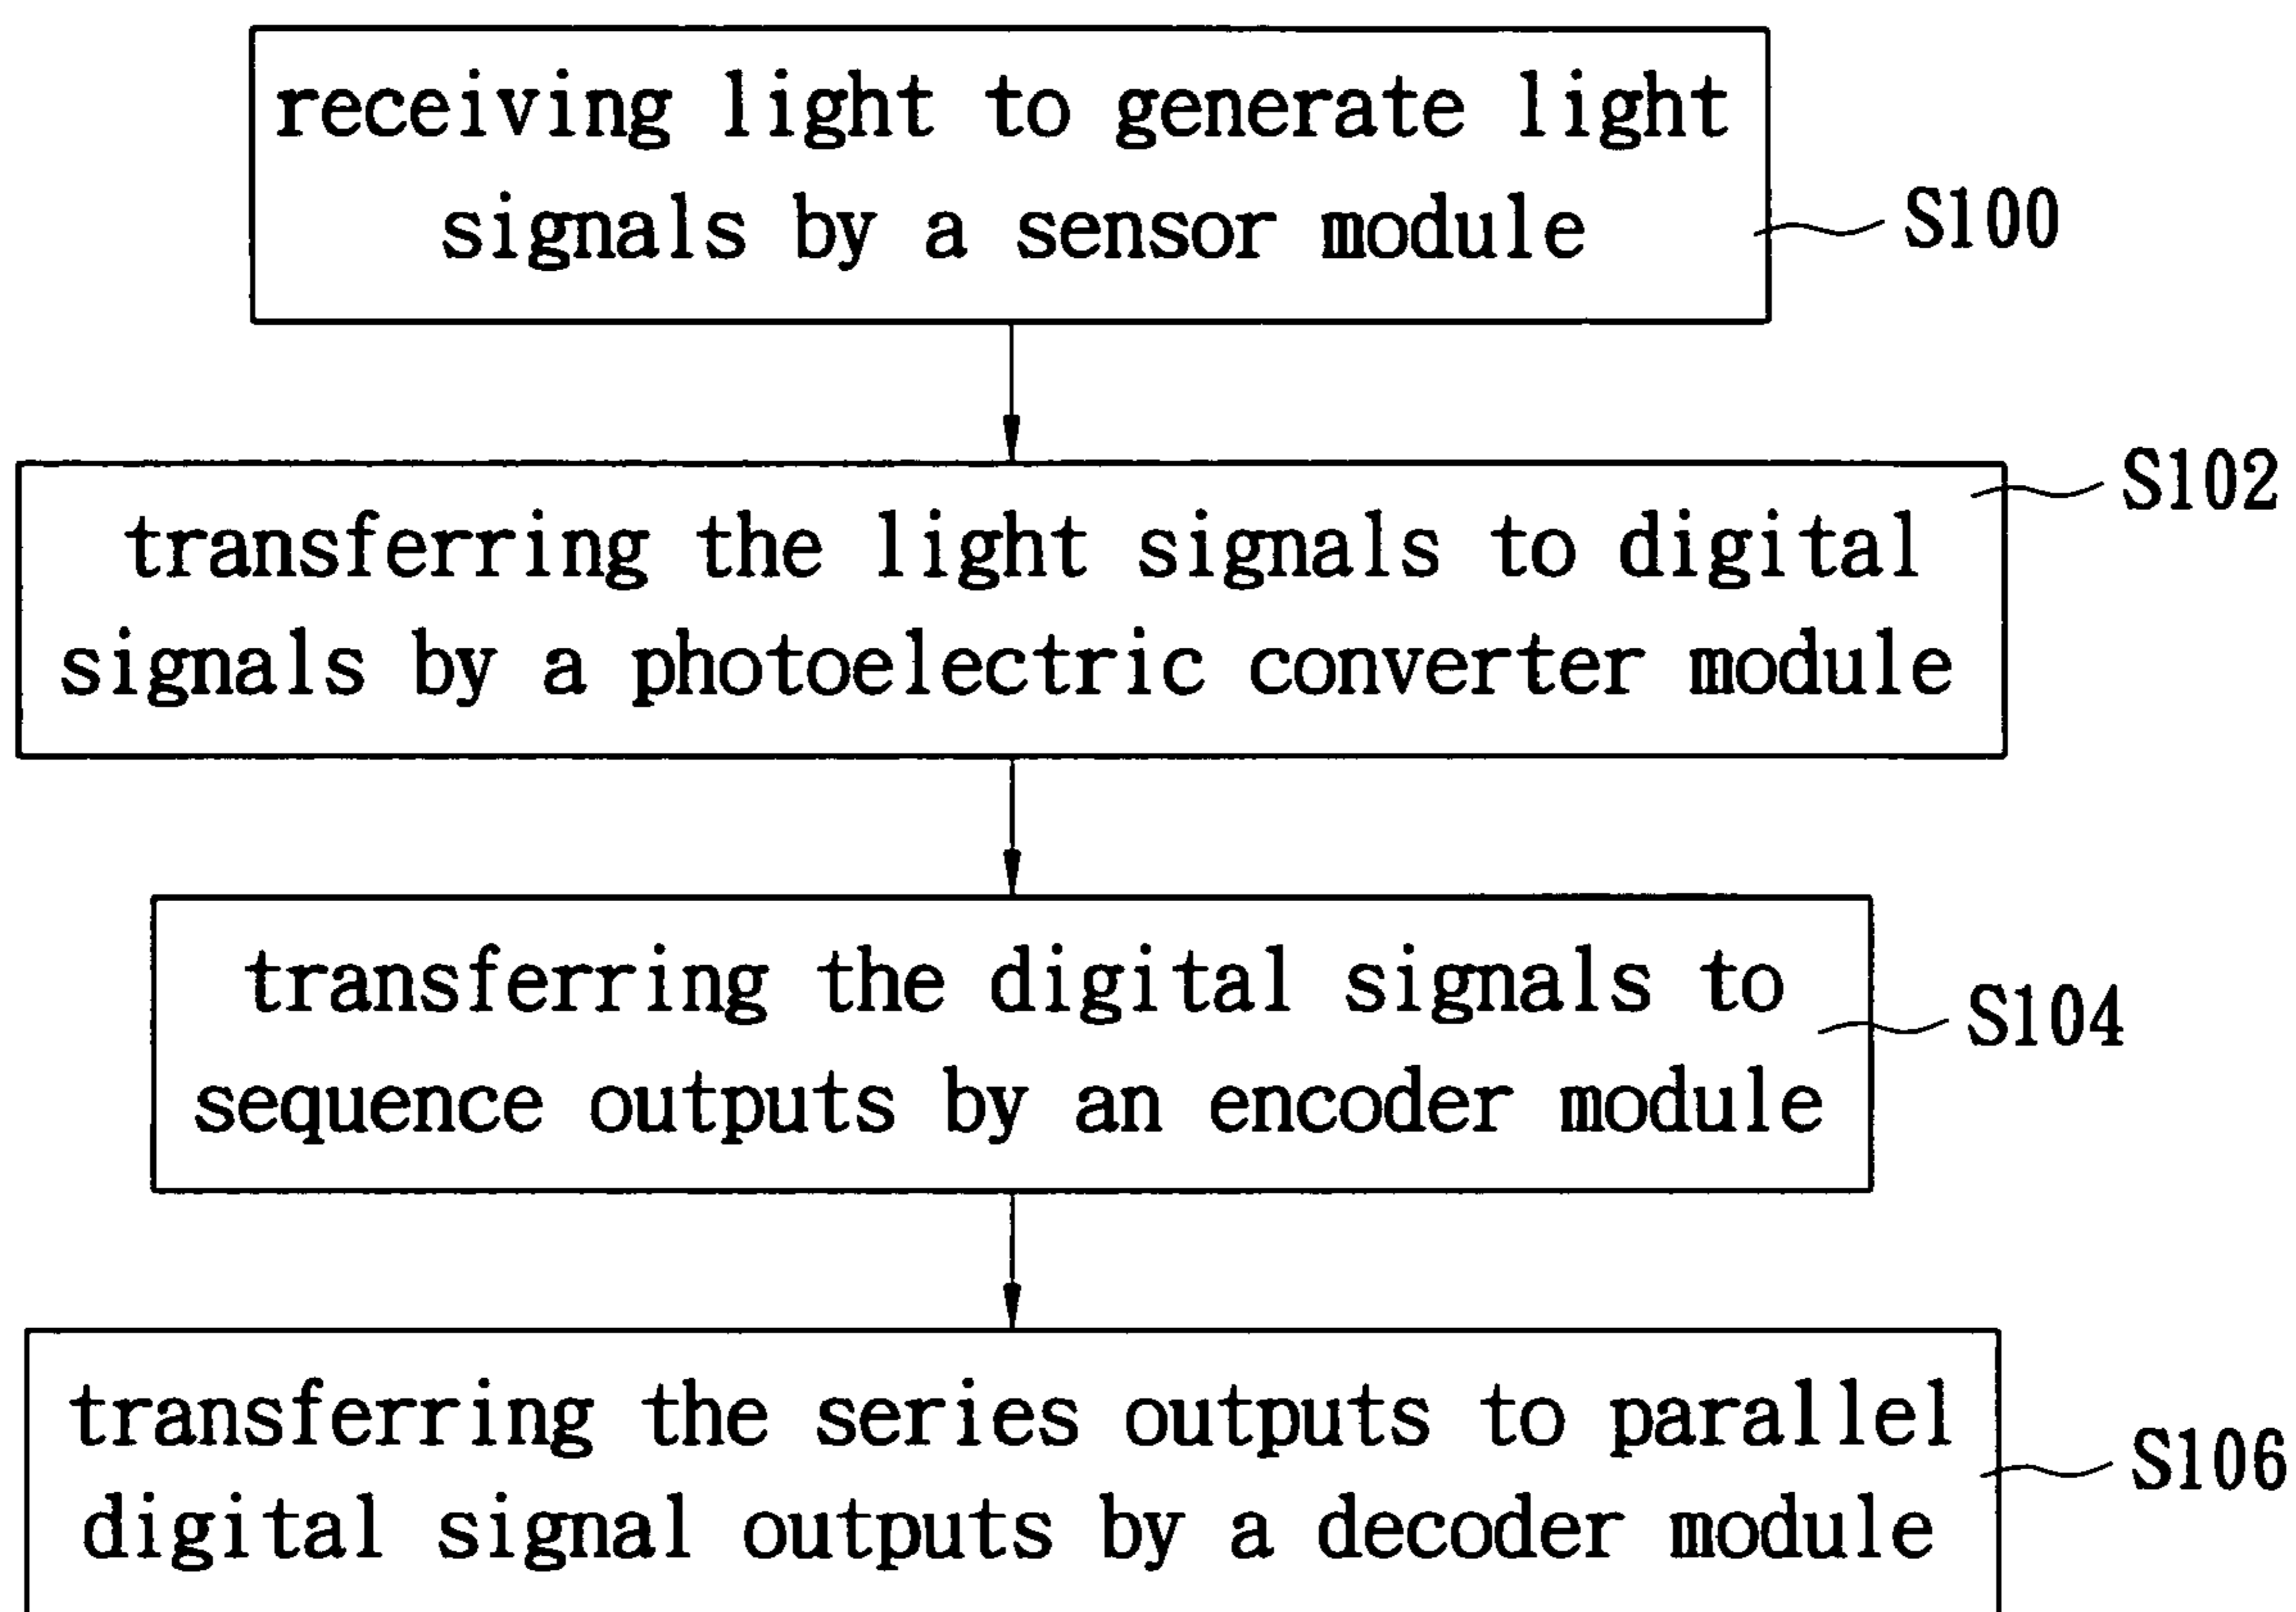 receiving light to generate light
signals by a sensor module
S100
transferring the light signals to digital
signals by a photoelectric converter module
S102
transferring the digital signals to
sequence outputs by an encoder module
S104
transferring the series outputs to parallel
digital signal outputs by a decoder module
S106